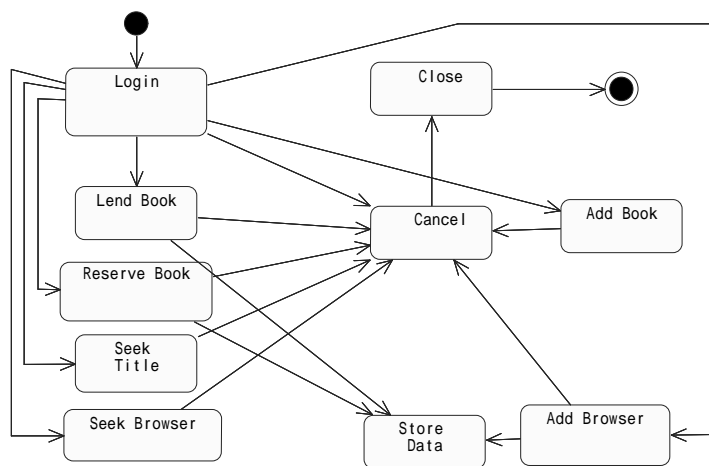 Login
Close
Lend Book
Cancel
Add Book
Reserve Book
Seek
Title
Seek Browser
Store
Data
Add Browser